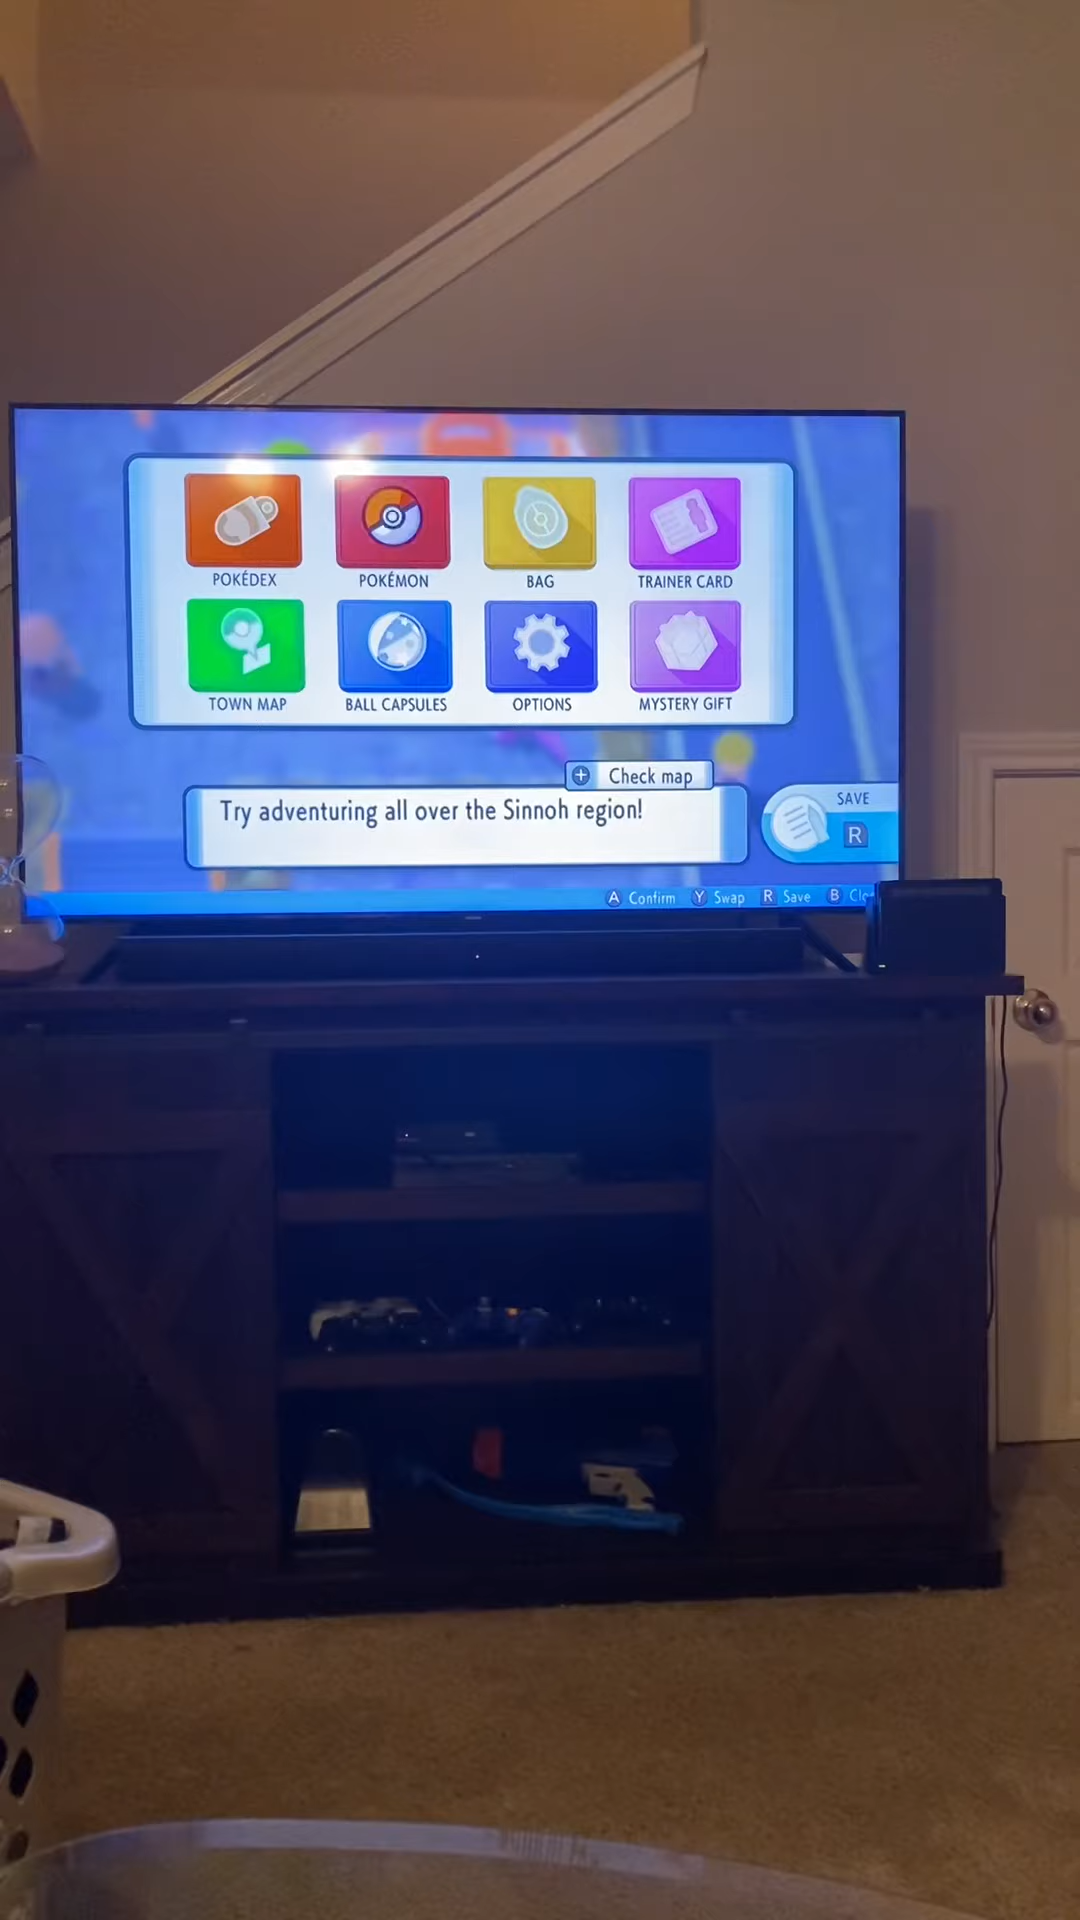 POKÉDEX POKÉMON BAG TRAINER CARD
TOWN MAP BALL CAPSULES OPTIONS MYSTERY GIFT
Check map
Try adventuring all over the Sinnoh region!
SAVE
R
A Confirm Y Swap R Save B Clo